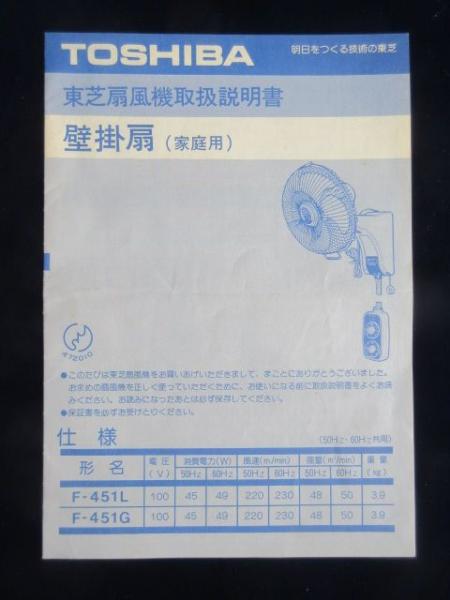 TOSHIBA
明日をつくる技術の東芝
東芝扇風機取扱説明書
壁掛扇(家庭用)
412010
●このたびは東芝扇風機をお買いあげいただきまして、まことにありがとうございました。
おまめの扇風機を正しく使っていただくために、お使いになる前に取扱説明書をよくお読
みください。お読みになったあとは必ず保存してください。
●保証書を必ずお受けとりください。
仕様
(50Hz・60Hz共用)
形名 電圧(V) 消費電力(W) 風速(m/min) 風量(m³/min) 重量(kg)
50Hz 60Hz 50Hz 60Hz 50Hz 60Hz
F-451L 100 45 49 220 230 48 50 3.9
F-451G 100 45 49 220 230 48 50 3.9